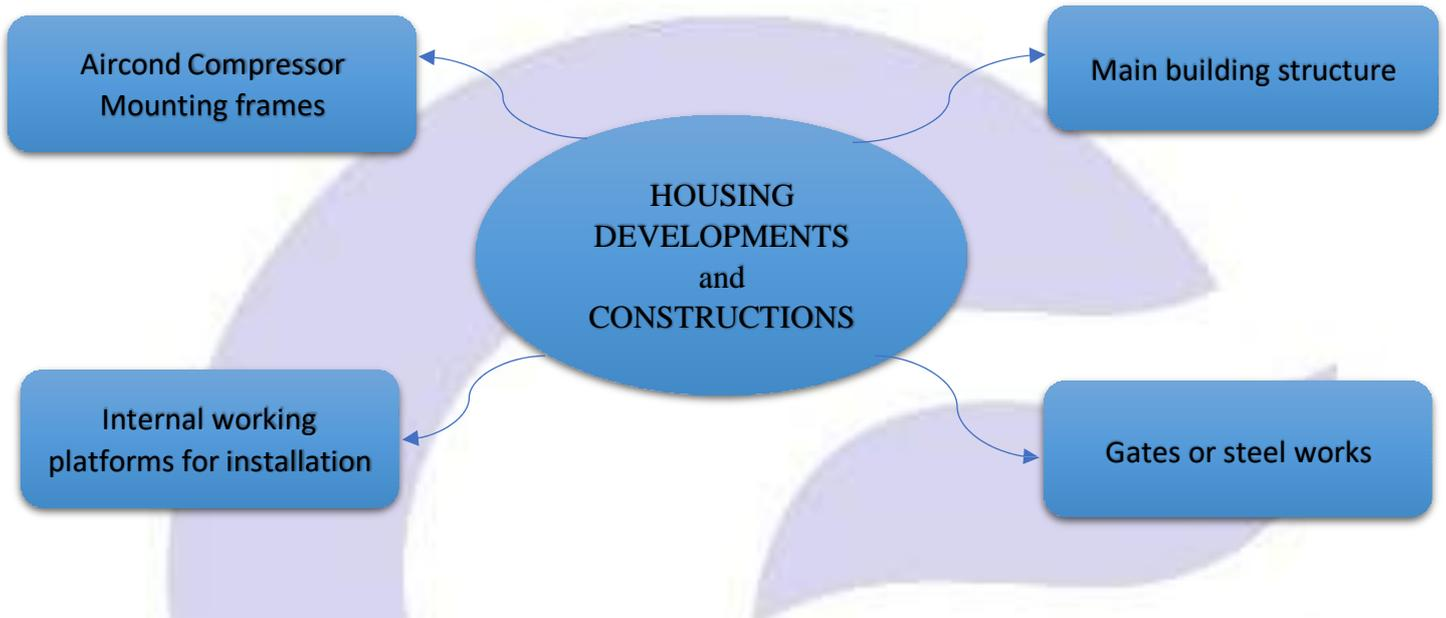 Aircond Compressor
Mounting frames
Main building structure
HOUSING
DEVELOPMENTS
and
CONSTRUCTIONS
Internal working
platforms for installation
Gates or steel works